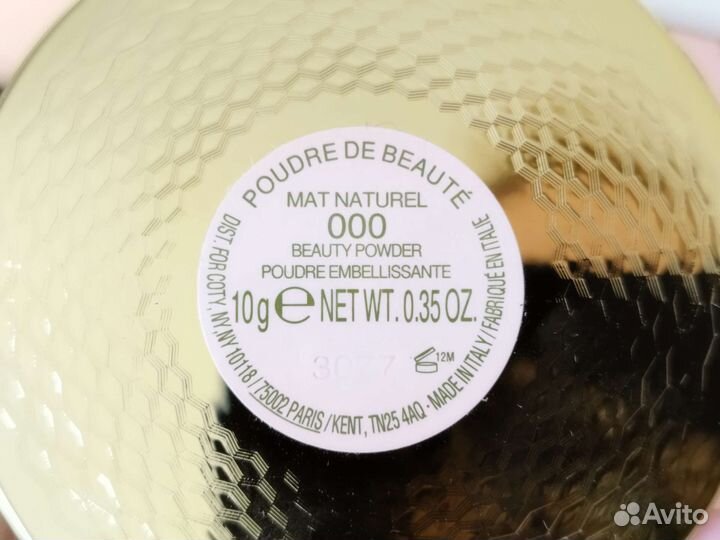 POUDRE DE BEAUTÉ
MAT NATUREL
000
BEAUTY POWDER
POUDRE EMBELLISSANTE
10g e NET WT. 0.35 OZ.
3077
12M
DIST. FOR COTY, NY, NY 10118 / 75002 PARIS / KENT, TN25 4AQ - MADE IN ITALY / FABRIQUÉ EN ITALIE
Avito